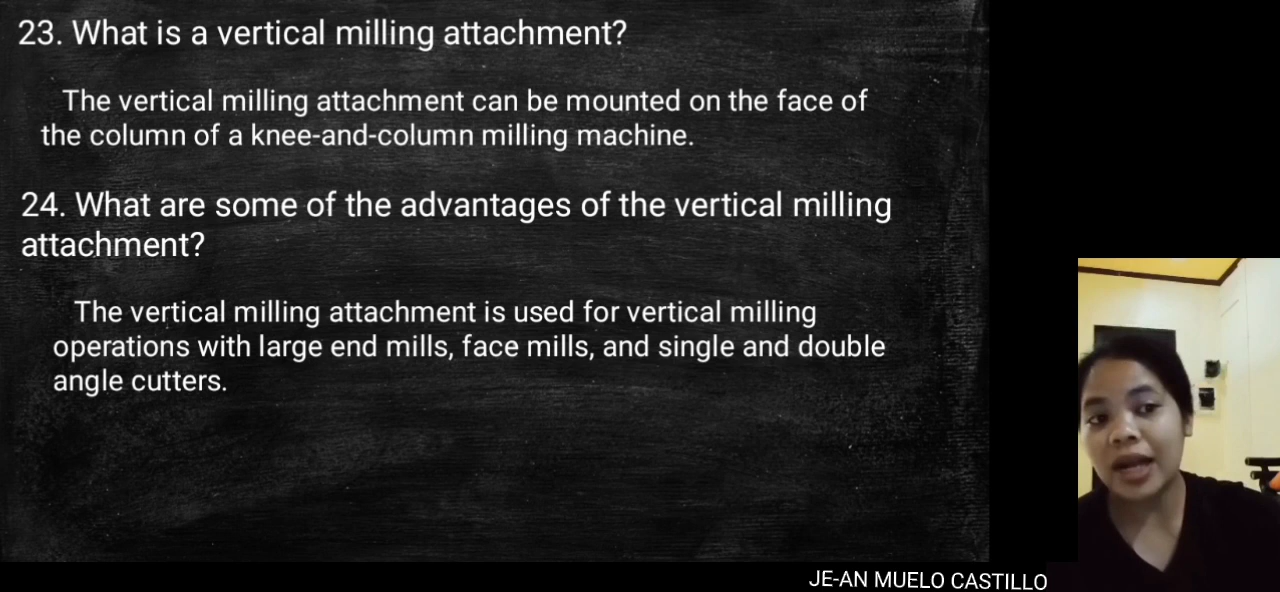 23. What is a vertical milling attachment?
The vertical milling attachment can be mounted on the face of
the column of a knee-and-column milling machine.
24. What are some of the advantages of the vertical milling
attachment?
The vertical milling attachment is used for vertical milling
operations with large end mills, face mills, and single and double
angle cutters.
JE-AN MUELO CASTILLO